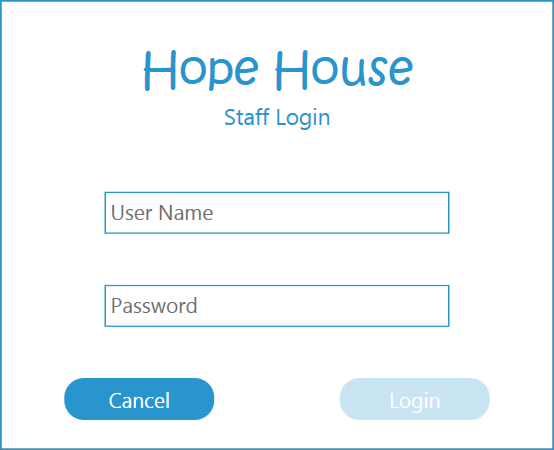 Hope House
Staff Login
User Name
Password
Cancel
Login